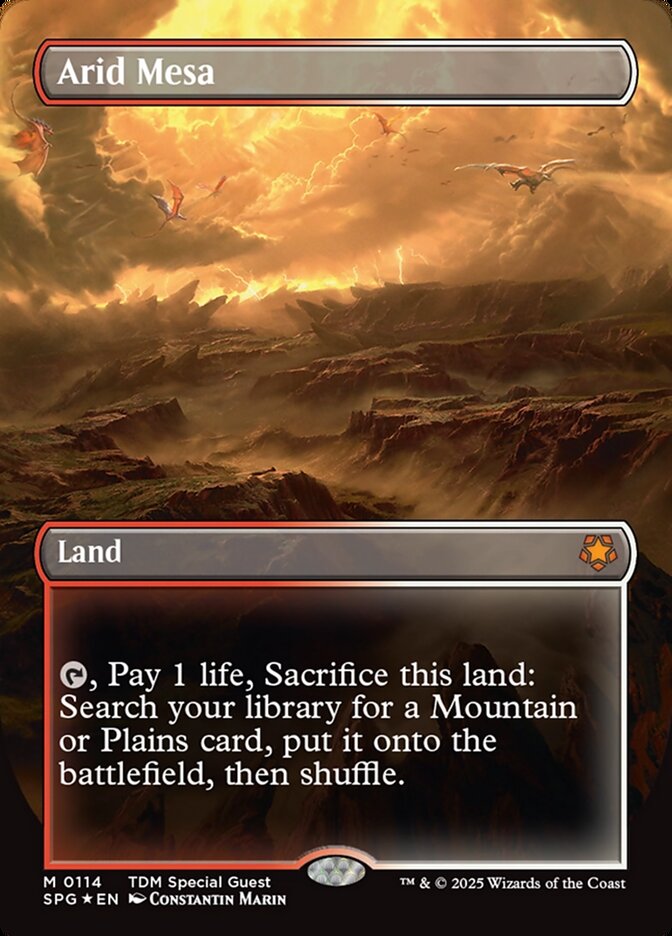 Arid Mesa
Land
, Pay 1 life, Sacrifice this land:
Search your library for a Mountain
or Plains card, put it onto the
battlefield, then shuffle.
M 0114 TDM Special Guest
SPG★EN Constantin Marin
™ & © 2025 Wizards of the Coast